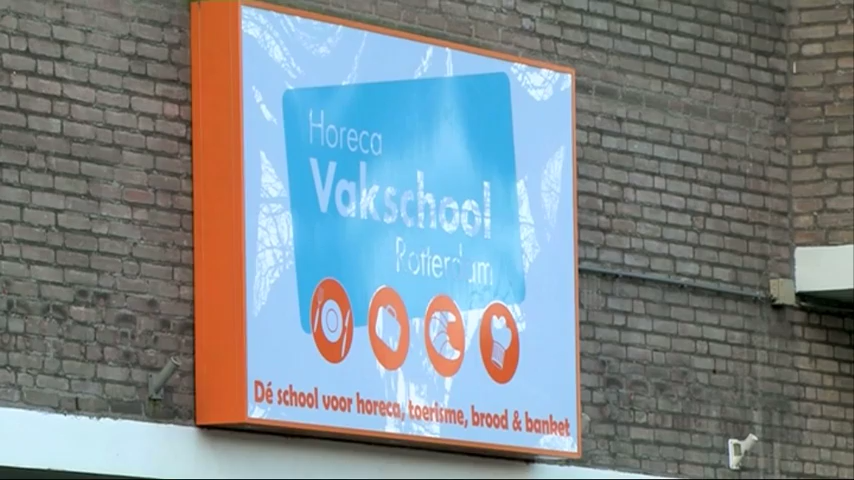 Horeca
Vakschool
Rotterdam
Dé school voor horeca, toerisme, brood & banket